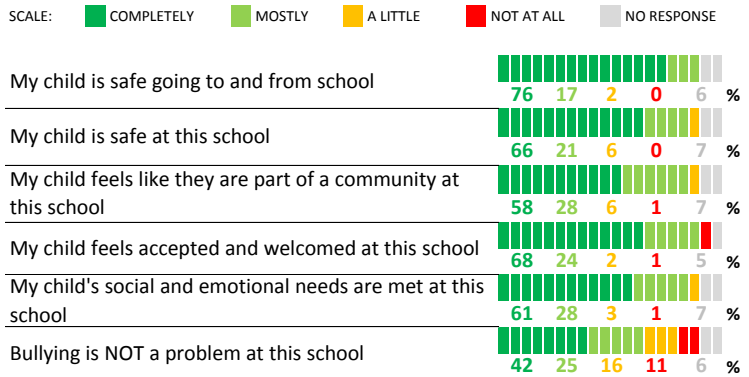 SCALE: COMPLETELY MOSTLY A LITTLE NOT AT ALL NO RESPONSE
My child is safe going to and from school
76 17 2 0 6 %
My child is safe at this school
66 21 6 0 7 %
My child feels like they are part of a community at
this school
58 28 6 1 7 %
My child feels accepted and welcomed at this school
68 24 2 1 5 %
My child's social and emotional needs are met at this
school
61 28 3 1 7 %
Bullying is NOT a problem at this school
42 25 16 11 6 %